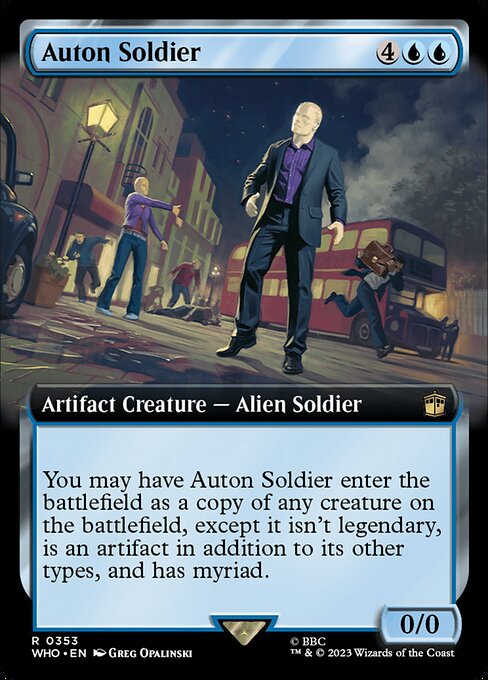 Auton Soldier 4
Artifact Creature — Alien Soldier
You may have Auton Soldier enter the
battlefield as a copy of any creature on
the battlefield, except it isn't legendary,
is an artifact in addition to its other
types, and has myriad.
0/0
R 0353
WHO • EN Greg Opalinski
© BBC
™ & © 2023 Wizards of the Coast